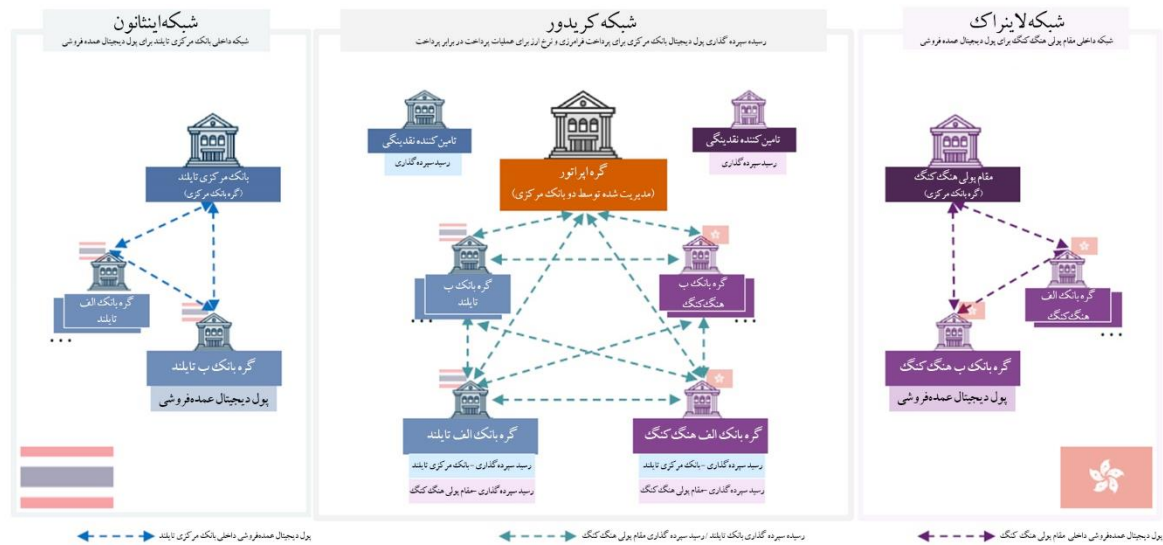 شبکه لاینراک
شبکه داخلی مقام پولی هنگ کنگ برای پول دیجیتال عمده فروشی
مقام پولی هنگ کنگ
(گره بانک مرکزی)
گره بانک الف
هنگ کنگ
...
گره بانک ب هنگ کنگ
پول دیجیتال عمده‌فروشی
پول دیجیتال عمده‌فروشی داخلی مقام پولی هنگ کنگ
شبکه کریدور
رسیده سپرده گذاری پول دیجیتال بانک مرکزی برای پرداخت فرامرزی و نرخ ارز برای عملیات پرداخت در برابر پرداخت
تامین کننده نقدینگی
رسید سپرده گذاری
گره اپراتور
(مدیریت شده توسط دو بانک مرکزی)
تامین کننده نقدینگی
رسید سپرده گذاری
گره بانک ب
هنگ کنگ
...
گره بانک ب
تایلند
...
گره بانک الف هنگ کنگ
رسید سپرده گذاری -بانک مرکزی تایلند
رسید سپرده گذاری -مقام پولی هنگ کنگ
گره بانک الف تایلند
رسید سپرده گذاری -بانک مرکزی تایلند
رسید سپرده گذاری -مقام پولی هنگ کنگ
رسیده سپرده گذاری بانک تایلند / رسید سپرده گذاری مقام پولی هنگ کنگ
شبکه اینثانون
شبکه داخلی بانک مرکزی تایلند برای پول دیجیتال عمده فروشی
بانک مرکزی تایلند
(گره بانک مرکزی)
گره بانک الف
تایلند
...
گره بانک ب تایلند
پول دیجیتال عمده‌فروشی
پول دیجیتال عمده‌فروشی داخلی بانک مرکزی تایلند